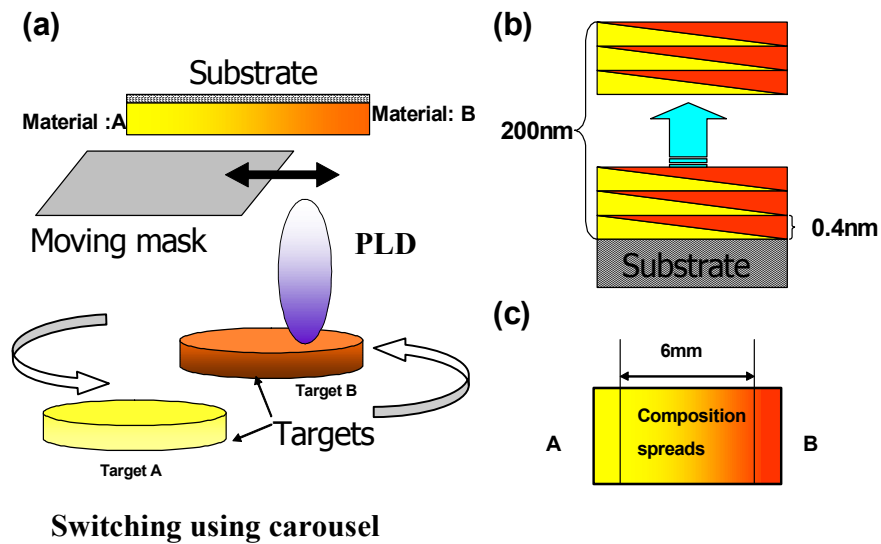 (a)
Substrate
Material :A
Material: B
Moving mask
PLD
Target B
Targets
Target A
Switching using carousel
(b)
200nm
0.4nm
Substrate
(c)
6mm
A
Composition
spreads
B